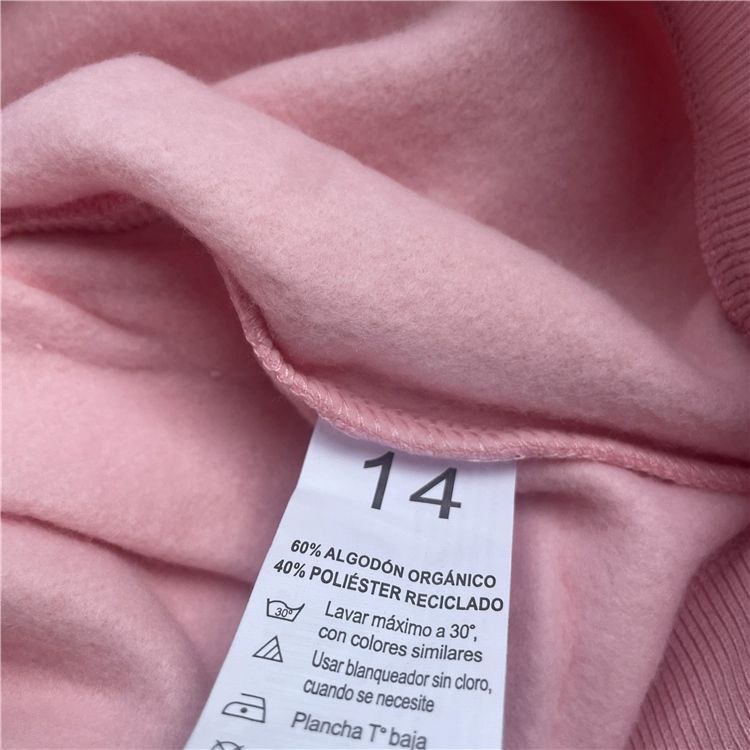 14
60% ALGODÓN ORGÁNICO
40% POLIÉSTER RECICLADO
30°
Lavar máximo a 30°,
con colores similares
Usar blanqueador sin cloro,
cuando se necesite
Plancha T° baja